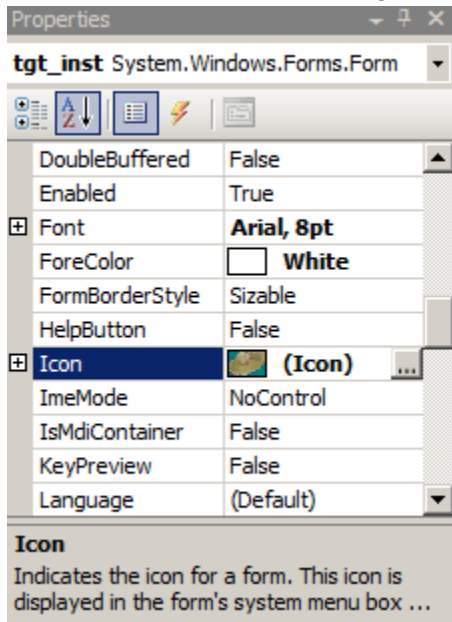 Properties
tgt_inst System.Windows.Forms.Form
DoubleBuffered False
Enabled True
Font Arial, 8pt
ForeColor White
FormBorderStyle Sizable
HelpButton False
Icon (Icon) ...
ImeMode NoControl
IsMdiContainer False
KeyPreview False
Language (Default)
Icon
Indicates the icon for a form. This icon is
displayed in the form's system menu box ...